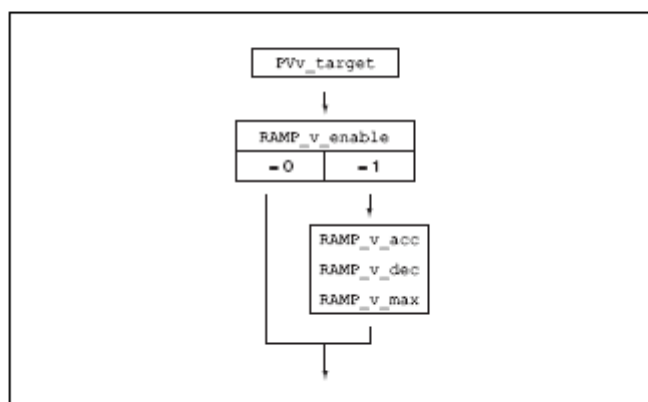 PVv_target
RAMP_v_enable
=0 =1
RAMP_v_acc
RAMP_v_dec
RAMP_v_max